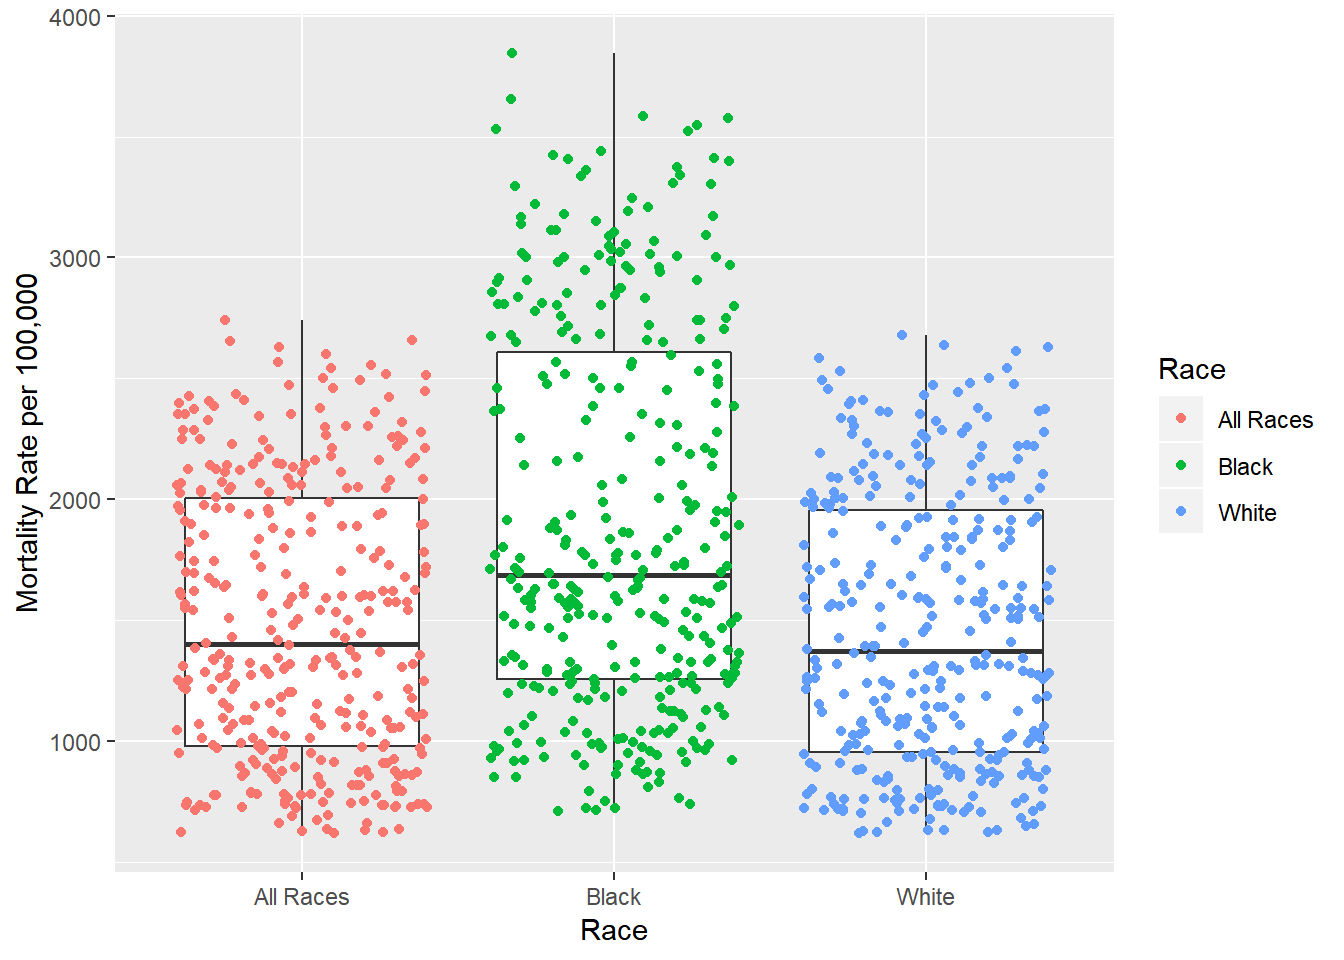 4000
3000
2000
1000
Mortality Rate per 100,000
All Races
Black
White
Race
Race
All Races
Black
White